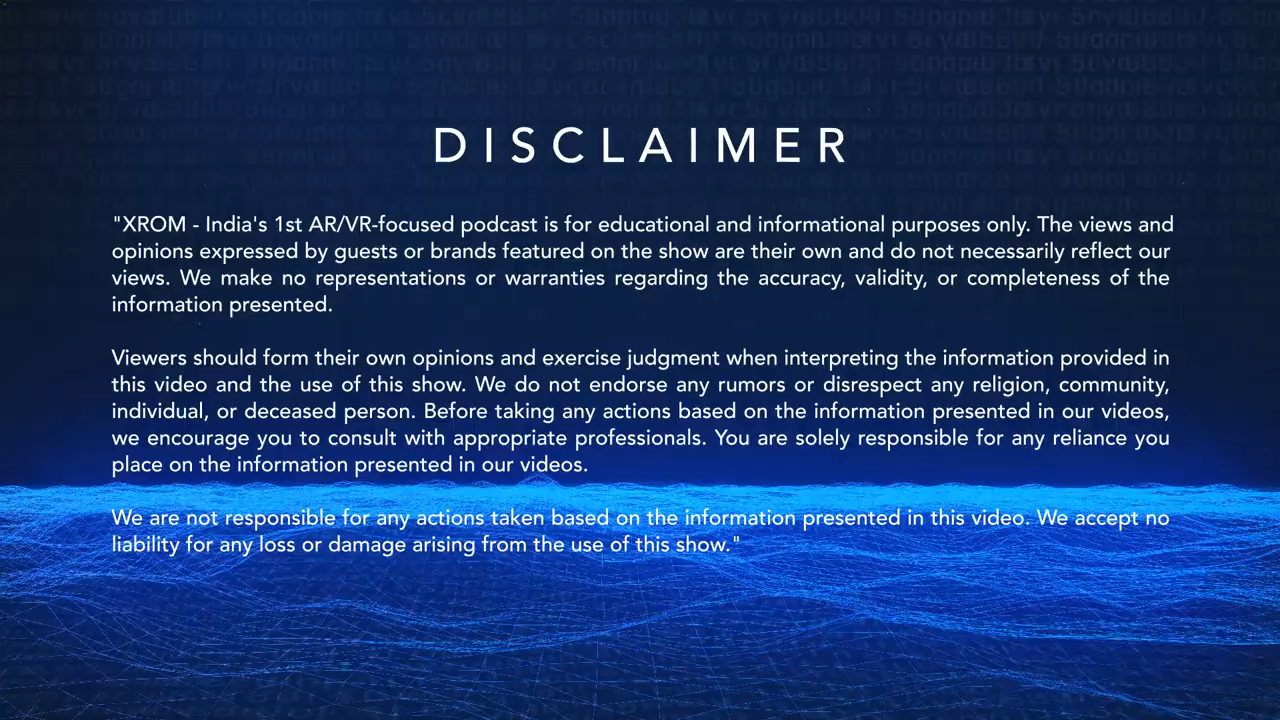 DISCLAIMER
"XROM - India's 1st AR/VR-focused podcast is for educational and informational purposes only. The views and
opinions expressed by guests or brands featured on the show are their own and do not necessarily reflect our
views. We make no representations or warranties regarding the accuracy, validity, or completeness of the
information presented.
Viewers should form their own opinions and exercise judgment when interpreting the information provided in
this video and the use of this show. We do not endorse any rumors or disrespect any religion, community,
individual, or deceased person. Before taking any actions based on the information presented in our videos,
we encourage you to consult with appropriate professionals. You are solely responsible for any reliance you
place on the information presented in our videos.
We are not responsible for any actions taken based on the information presented in this video. We accept no
liability for any loss or damage arising from the use of this show."